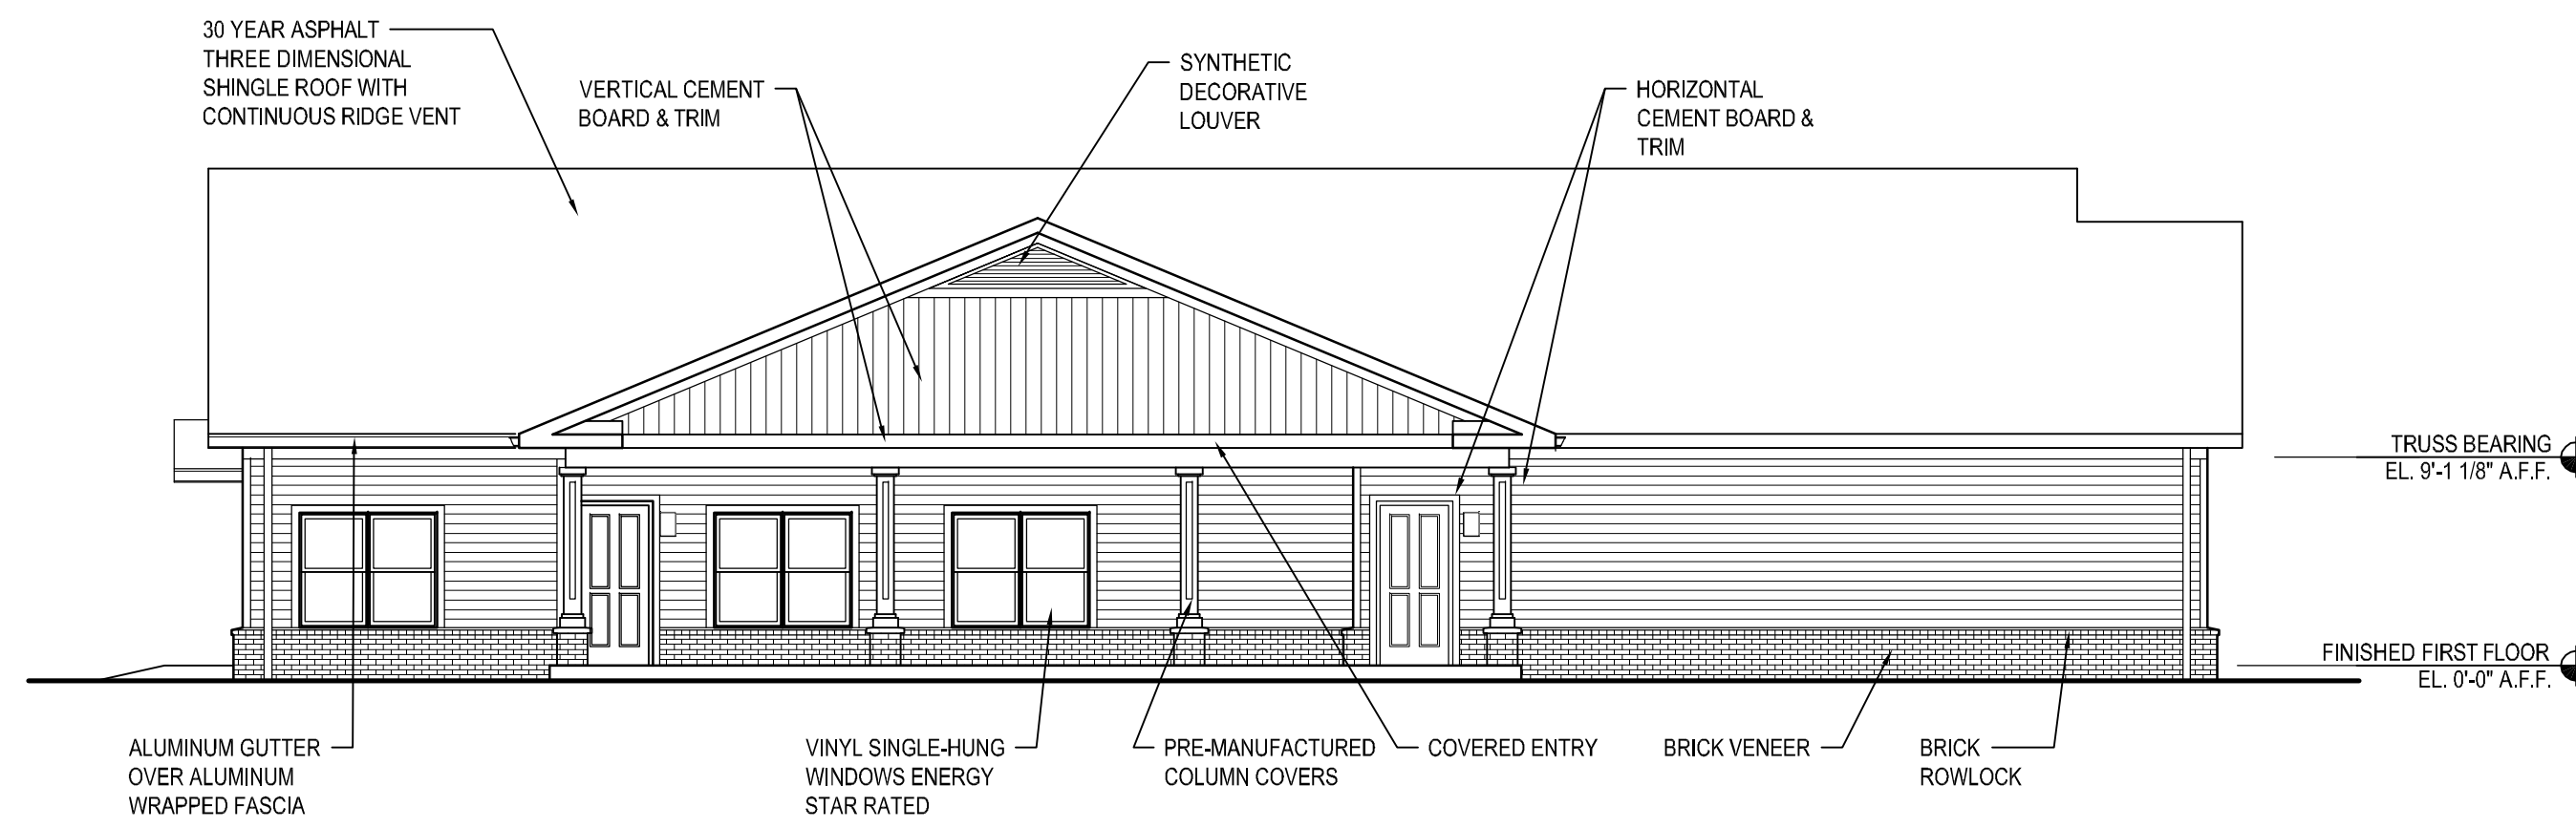 30 YEAR ASPHALT
THREE DIMENSIONAL
SHINGLE ROOF WITH
CONTINUOUS RIDGE VENT
VERTICAL CEMENT
BOARD & TRIM
SYNTHETIC
DECORATIVE
LOUVER
HORIZONTAL
CEMENT BOARD &
TRIM
TRUSS BEARING
EL. 9'-1 1/8" A.F.F.
FINISHED FIRST FLOOR
EL. 0'-0" A.F.F.
ALUMINUM GUTTER
OVER ALUMINUM
WRAPPED FASCIA
VINYL SINGLE-HUNG
WINDOWS ENERGY
STAR RATED
PRE-MANUFACTURED
COLUMN COVERS
COVERED ENTRY
BRICK VENEER
BRICK
ROWLOCK